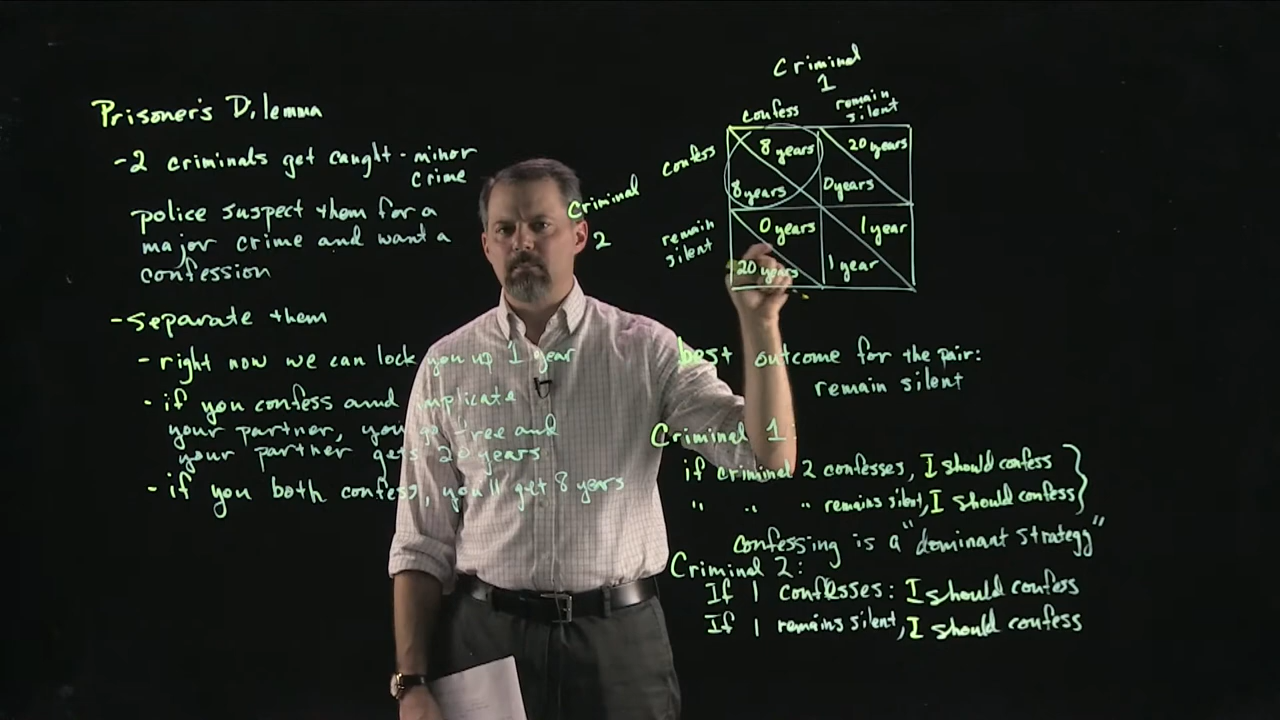 Prisoner's Dilemma
-2 criminals get caught - minor
crime
police suspect them for a
major crime and want a
confession
- separate them
- right now we can lock you up 1 year
- if you confess and implicate
your partner, you go free and
your partner gets 20 years.
- if you both confess, you'll get 8 years
Criminal
1
confess
remain
silent
Criminal
2
confess
8 years
20 years
8 years
0 years
remain
silent
0 years
1 year
20 years
1 year
best outcome for the pair:
remain silent
Criminal 1:
if criminal 2 confesses, I should confess
" " " remains silent, I should confess
Confessing is a "dominant strategy"
Criminal 2:
If 1 confesses: I should confess
If 1 remains silent, I should confess